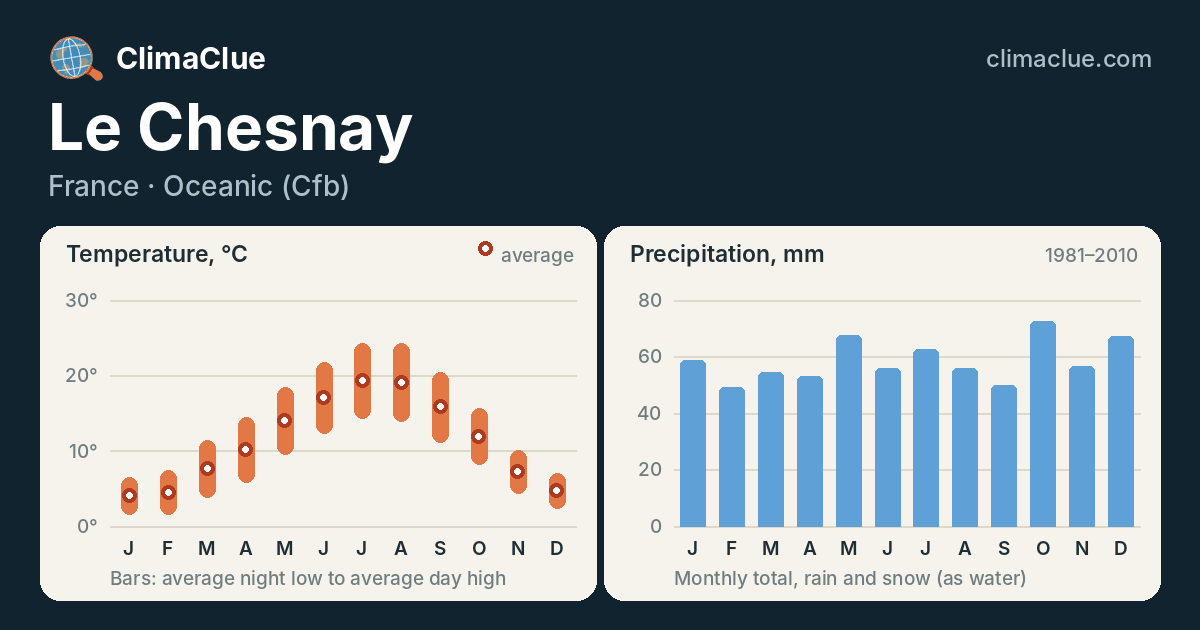 ClimaClue
climaclue.com
Le Chesnay
France · Oceanic (Cfb)
Temperature, °C
average
30°
20°
10°
0°
J F M A M J J A S O N D
Bars: average night low to average day high
Precipitation, mm
1981–2010
80
60
40
20
0
J F M A M J J A S O N D
Monthly total, rain and snow (as water)